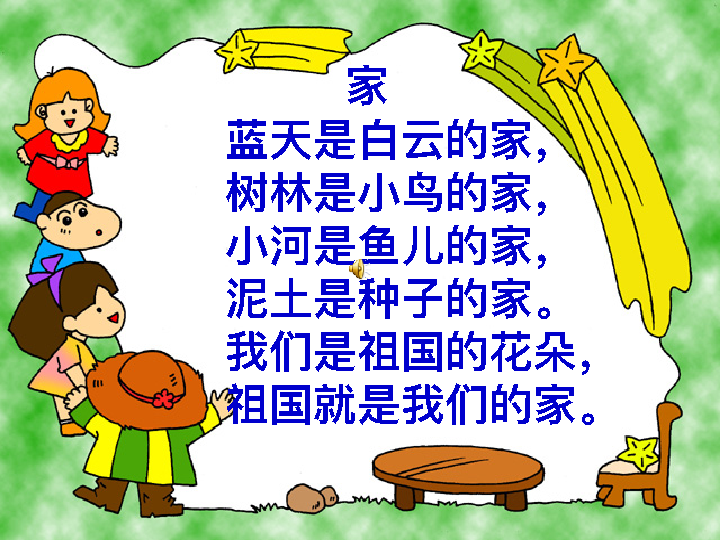 家
蓝天是白云的家，
树林是小鸟的家，
小河是鱼儿的家，
泥土是种子的家。
我们是祖国的花朵，
祖国就是我们的家。